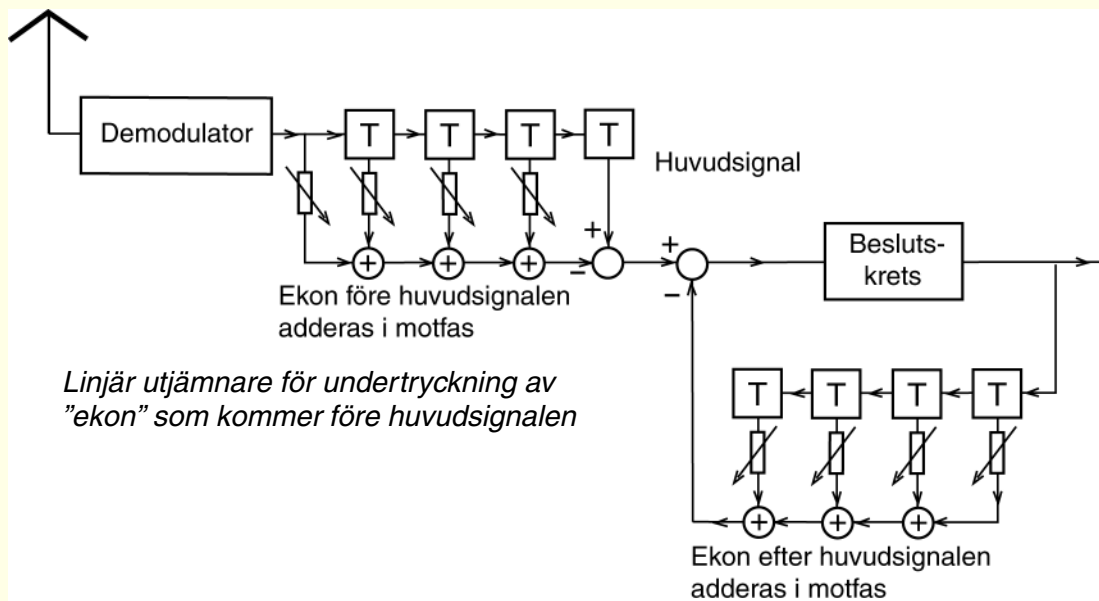 Demodulator
T T T T
Huvudsignal
+ + + + − + −
Besluts-
krets
Ekon före huvudsignalen
adderas i motfas
Linjär utjämnare för undertryckning av
”ekon” som kommer före huvudsignalen
T T T T
+ + +
Ekon efter huvudsignalen
adderas i motfas